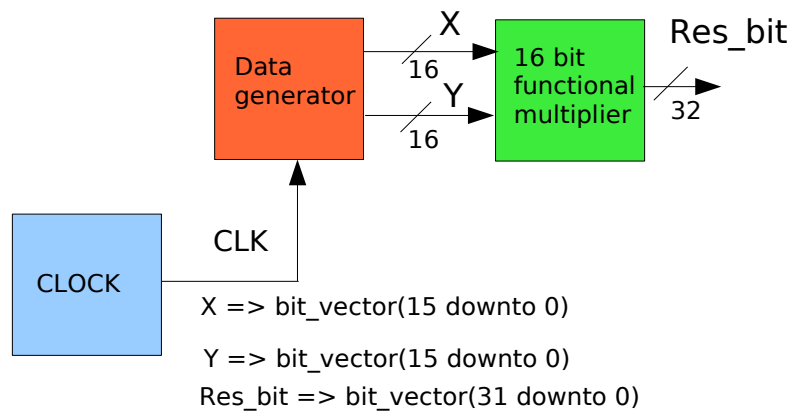 X
Res_bit
Data
generator
16
16 bit
functional
multiplier
Y
32
16
CLK
CLOCK
X => bit_vector(15 downto 0)
Y => bit_vector(15 downto 0)
Res_bit => bit_vector(31 downto 0)